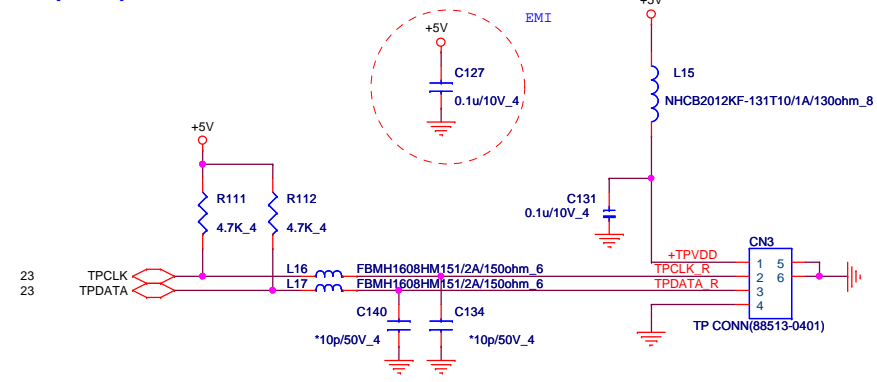 EMI
+5V
+5V
C127
0.1u/10V_4
L15
NHCB2012KF-131T10/1A/130ohm_8
+5V
R111
4.7K_4
R112
4.7K_4
C131
0.1u/10V_4
CN3
+TPVDD
1 5
23 TPCLK L16 FBMH1608HM151/2A/150ohm_6 TPCLK_R 2 6
23 TPDATA L17 FBMH1608HM151/2A/150ohm_6 TPDATA_R 3
4
C140
*10p/50V_4
C134
*10p/50V_4
TP CONN(88513-0401)